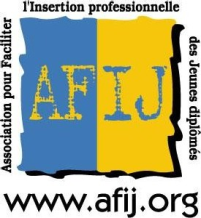 Association pour Faciliter
l'Insertion professionnelle
des Jeunes diplômés
AFIJ
www.afij.org